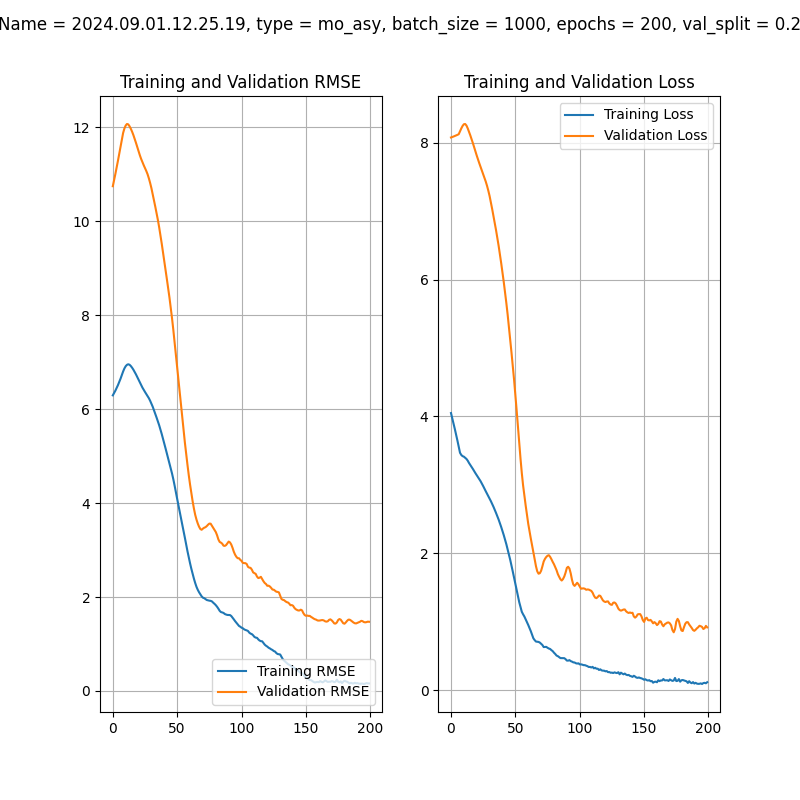 Name = 2024.09.01.12.25.19, type = mo_asy, batch_size = 1000, epochs = 200, val_split = 0.2
Training and Validation RMSE
12
10
8
6
4
2
0
0 50 100 150 200
Training RMSE
Validation RMSE
Training and Validation Loss
8
6
4
2
0
0 50 100 150 200
Training Loss
Validation Loss